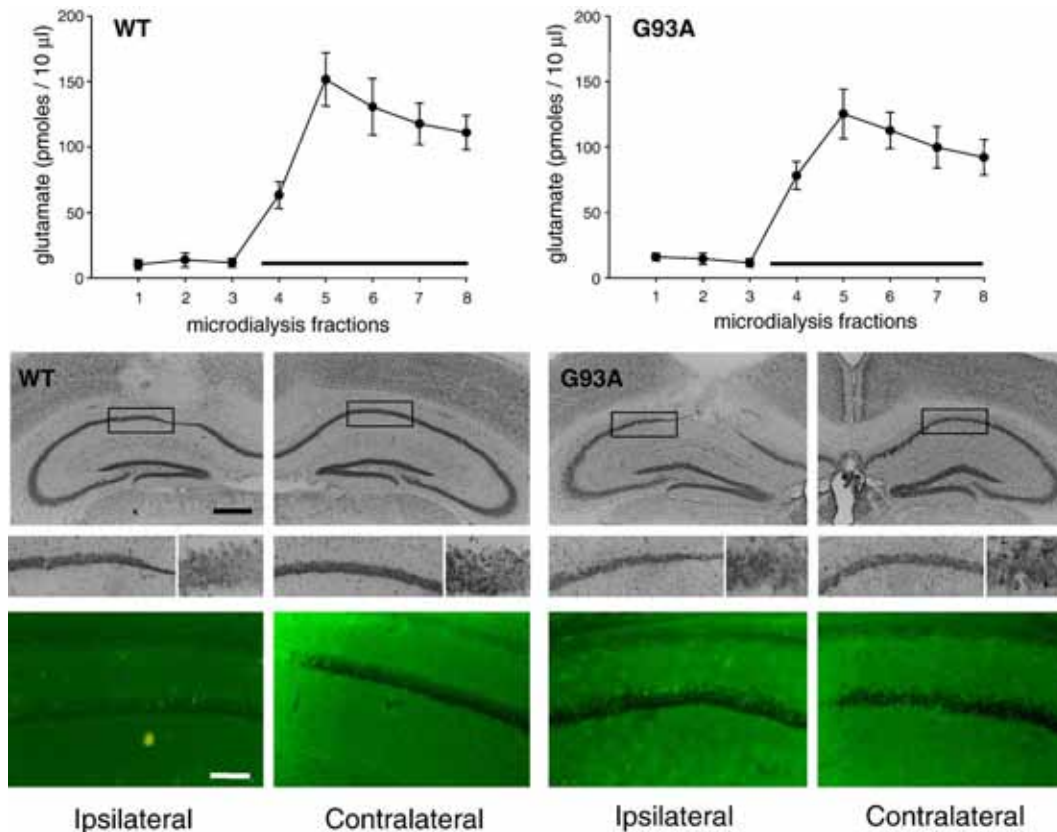 WT
glutamate (pmoles / 10 µl)
200
150
100
50
0
1 2 3 4 5 6 7 8
microdialysis fractions
G93A
glutamate (pmoles / 10 µl)
200
150
100
50
0
1 2 3 4 5 6 7 8
microdialysis fractions
WT
G93A
Ipsilateral
Contralateral
Ipsilateral
Contralateral